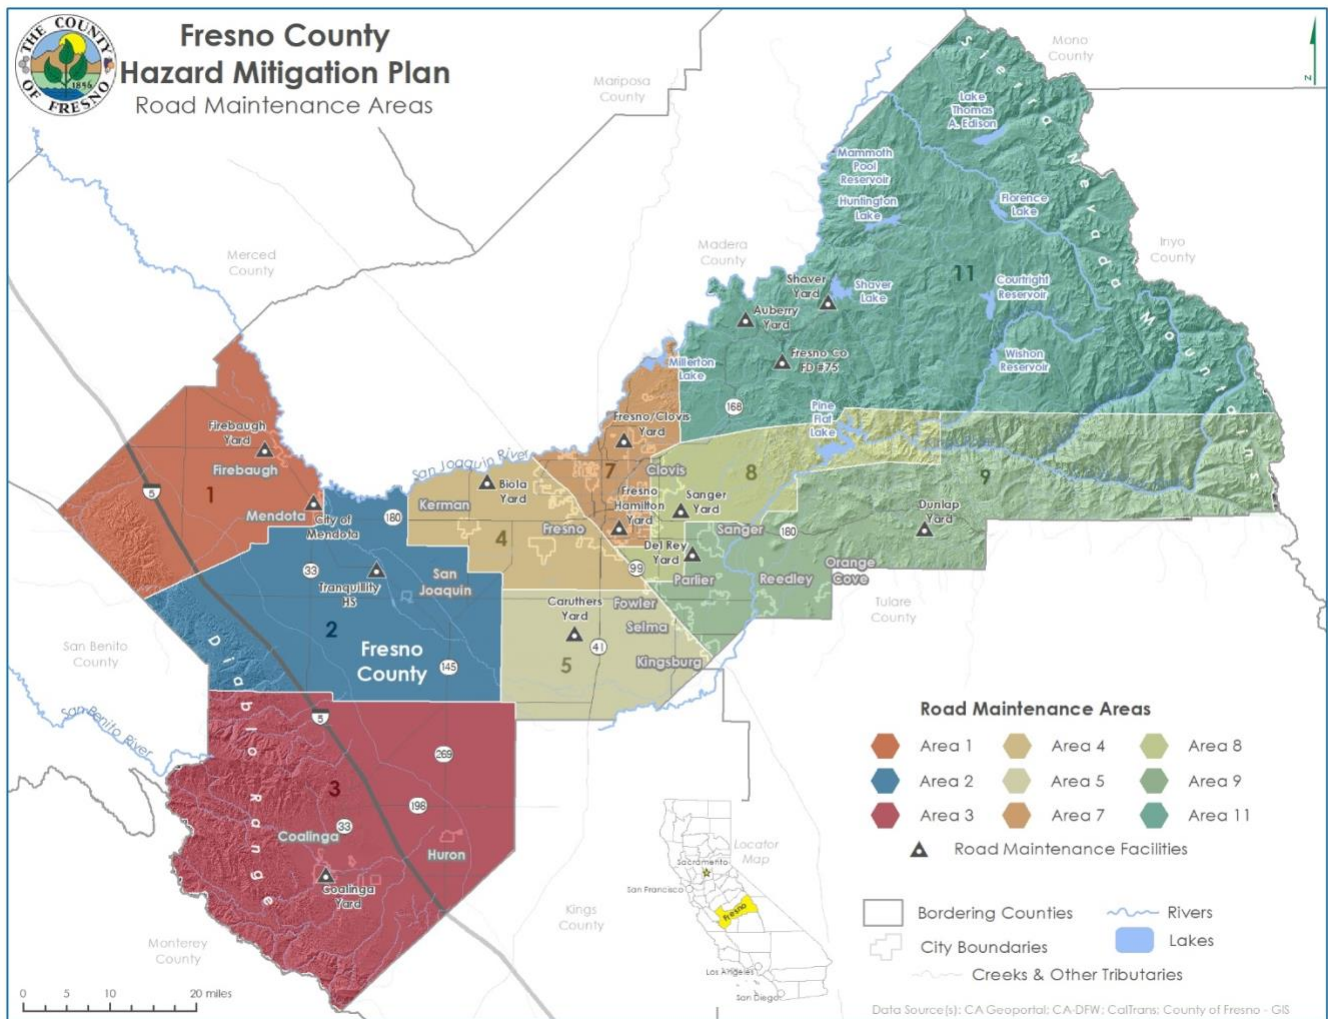 Fresno County
Hazard Mitigation Plan
Road Maintenance Areas
THE COUNTY
OF FRESNO
1856
N
Mono
County
Mariposa
County
Sierra Nevada Mountains
Lake
Thomas
A. Edison
Mammoth
Pool
Reservoir
Huntington
Lake
Florence
Lake
Inyo
County
Merced
County
Madera
County
Shaver
Yard
Shaver
Lake
11
Courtright
Reservoir
Auberry
Yard
Fresno co
FD #75
Wishon
Reservoir
Millerton
Lake
168
Pine
Flat
Lake
Fresno/Clovis
Yard
Firebaugh
Yard
Firebaugh
San Joaquin River
5
1
7
Clovis
8
9
Biola
Yard
Kerman
Mendota
City of
Mendota
180
Fresno
Hamilton
Yard
Sanger
Yard
Dunlap
Yard
4
Fresno
Sanger
180
Del Rey
Yard
33
Tranquillity
HS
San
Joaquin
99
Parlier
Reedley
Orange
Cove
Caruthers
Yard
Fowler
Selma
Tulare
County
2
Fresno
County
145
5
41
Kingsburg
San Benito
County
San Benito River
Diablo Range
5
269
3
198
33
Coalinga
Huron
Coalinga
Yard
Kings
County
Monterey
County
Road Maintenance Areas
Area 1
Area 4
Area 8
Area 2
Area 5
Area 9
Area 3
Area 7
Area 11
Road Maintenance Facilities
Bordering Counties
Rivers
City Boundaries
Lakes
Creeks & Other Tributaries
Locator
Map
Sacramento
San Francisco
Fresno
Los Angeles
San Diego
0 5 10 20 miles
Data Source(s): CA Geoportal; CA-DFW; CalTrans; County of Fresno - GIS